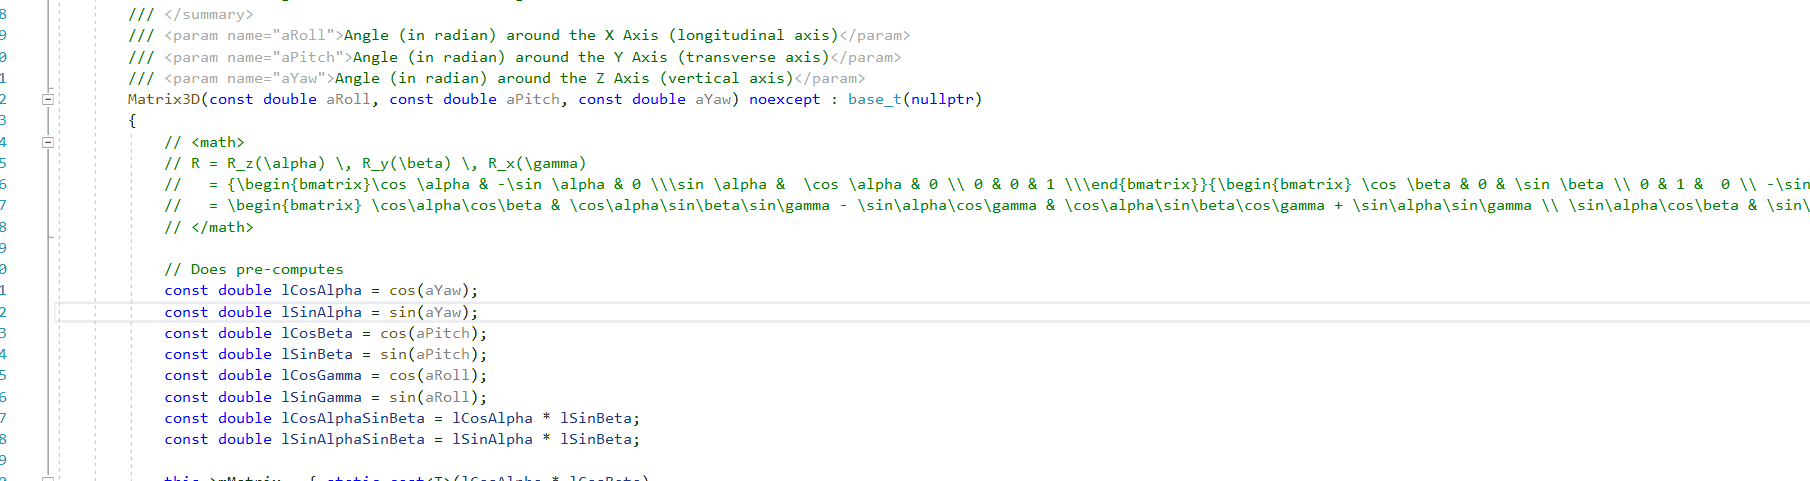 8 /// </summary>
9 /// <param name="aRoll">Angle (in radian) around the X Axis (longitudinal axis)</param>
0 /// <param name="aPitch">Angle (in radian) around the Y Axis (transverse axis)</param>
1 /// <param name="aYaw">Angle (in radian) around the Z Axis (vertical axis)</param>
2 Matrix3D(const double aRoll, const double aPitch, const double aYaw) noexcept : base_t(nullptr)
3 {
4 // <math>
5 // R = R_z(\alpha) \, R_y(\beta) \, R_x(\gamma)
6 //   = {\begin{bmatrix}\cos \alpha & -\sin \alpha & 0 \\\sin \alpha &  \cos \alpha & 0 \\ 0 & 0 & 1 \\\end{bmatrix}}{\begin{bmatrix} \cos \beta & 0 & \sin \beta \\ 0 & 1 &  0 \\ -\sin
7 //   = \begin{bmatrix} \cos\alpha\cos\beta & \cos\alpha\sin\beta\sin\gamma - \sin\alpha\cos\gamma & \cos\alpha\sin\beta\cos\gamma + \sin\alpha\sin\gamma \\ \sin\alpha\cos\beta & \sin\
8 // </math>
9
0 // Does pre-computes
1 const double lCosAlpha = cos(aYaw);
2 const double lSinAlpha = sin(aYaw);
3 const double lCosBeta = cos(aPitch);
4 const double lSinBeta = sin(aPitch);
5 const double lCosGamma = cos(aRoll);
6 const double lSinGamma = sin(aRoll);
7 const double lCosAlphaSinBeta = lCosAlpha * lSinBeta;
8 const double lSinAlphaSinBeta = lSinAlpha * lSinBeta;
9